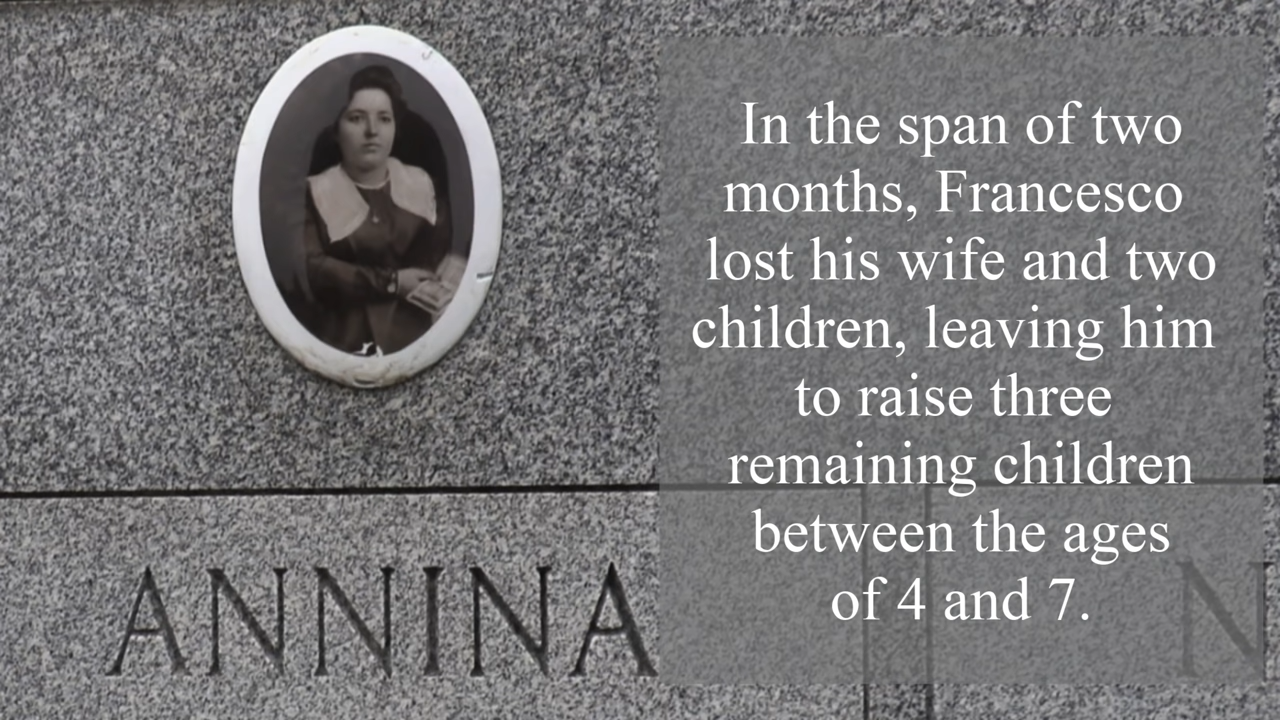 In the span of two
months, Francesco
lost his wife and two
children, leaving him
to raise three
remaining children
between the ages
of 4 and 7.
ANNINA
N